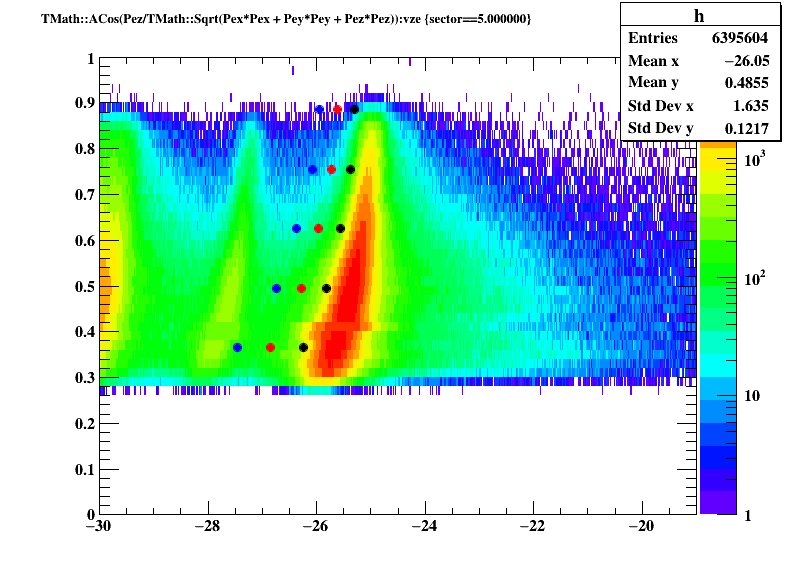 TMath::ACos(Pez/TMath::Sqrt(Pex*Pex + Pey*Pey + Pez*Pez)):vze {sector==5.000000}
h
Entries 6395604
Mean x −26.05
Mean y 0.4855
Std Dev x 1.635
Std Dev y 0.1217
1
0.9
0.8
0.7
0.6
0.5
0.4
0.3
0.2
0.1
0
−30 −28 −26 −24 −22 −20
10³
10²
10
1